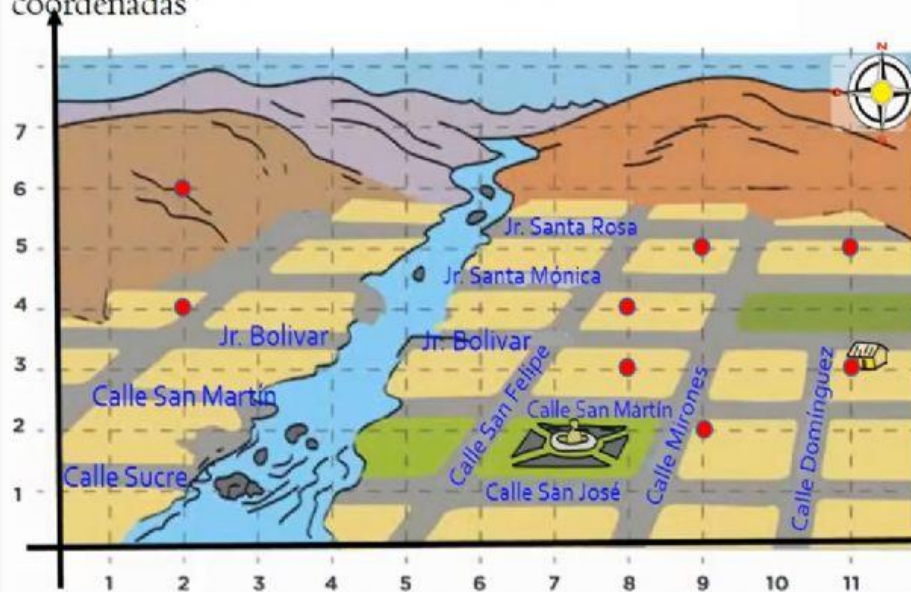 coordenadas
N
7
6
5
4
3
2
1
Jr. Santa Rosa
Jr. Santa Mónica
Jr. Bolivar
Jr. Bolivar
Calle San Martín
Calle San Felipe
Calle San Mártín
Calle Mirones
Calle Domínguez
Calle Sucre
Calle San José
1 2 3 4 5 6 7 8 9 10 11